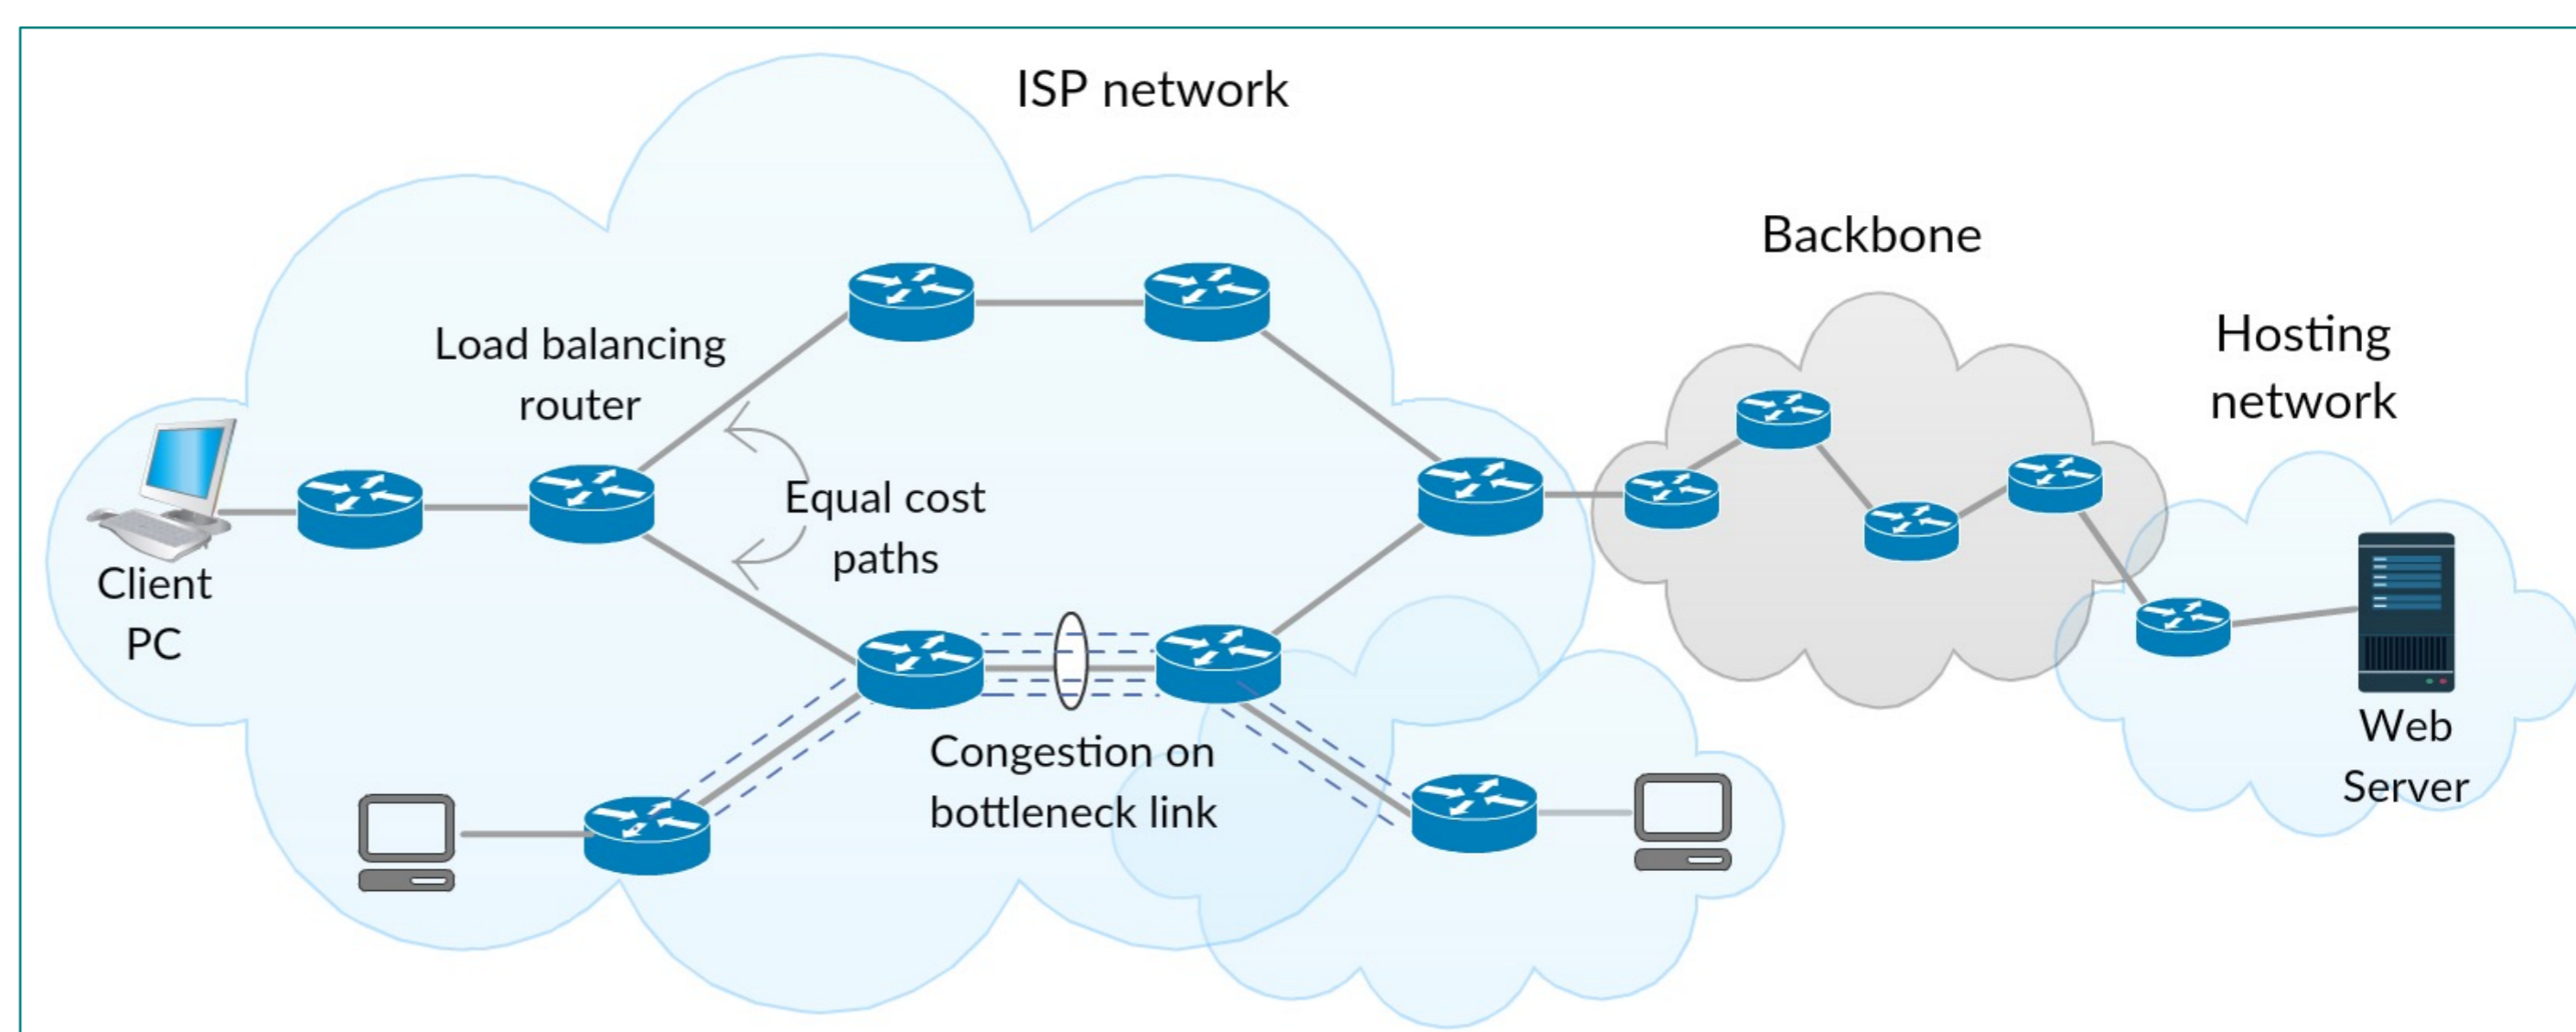 ISP network
Backbone
Hosting
network
Load balancing
router
Equal cost
paths
Client
PC
Congestion on
bottleneck link
Web
Server